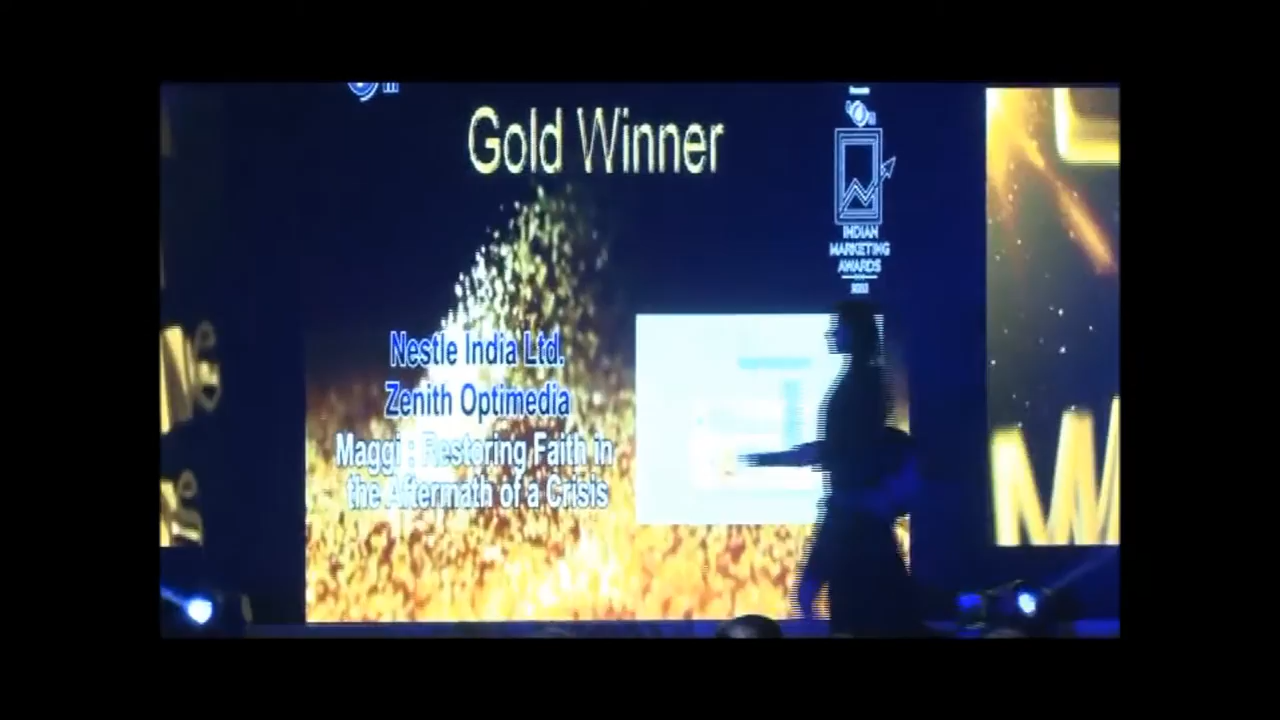 Gold Winner
INDIAN
MARKETING
AWARDS
Nestle India Ltd.
Zenith Optimedia
Maggi : Restoring Faith in
the Aftermath of a Crisis